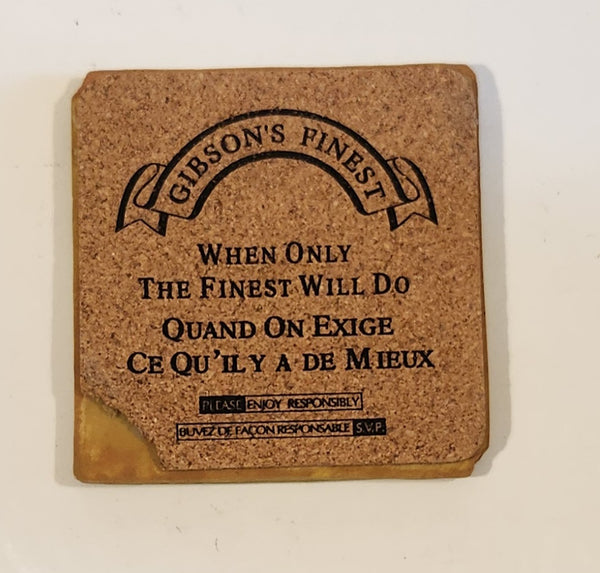 GIBSON'S FINEST
WHEN ONLY
THE FINEST WILL DO
QUAND ON EXIGE
CE QU'IL Y A DE MIEUX
PLEASE ENJOY RESPONSIBLY
BUVEZ DE FAÇON RESPONSABLE S.V.P.